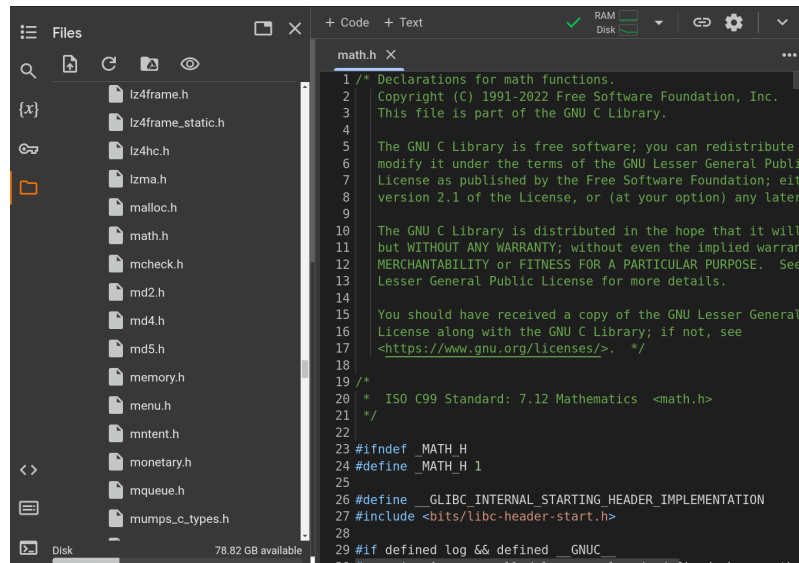 Files
+ Code + Text
RAM
Disk
{x}
lz4frame.h
lz4frame_static.h
lz4hc.h
lzma.h
malloc.h
math.h
mcheck.h
md2.h
md4.h
md5.h
memory.h
menu.h
mntent.h
monetary.h
mqueue.h
mumps_c_types.h
Disk 78.82 GB available
math.h
1 /* Declarations for math functions.
2 Copyright (C) 1991-2022 Free Software Foundation, Inc.
3 This file is part of the GNU C Library.
4
5 The GNU C Library is free software; you can redistribute
6 modify it under the terms of the GNU Lesser General Publi
7 License as published by the Free Software Foundation; eit
8 version 2.1 of the License, or (at your option) any later
9
10 The GNU C Library is distributed in the hope that it will
11 but WITHOUT ANY WARRANTY; without even the implied warran
12 MERCHANTABILITY or FITNESS FOR A PARTICULAR PURPOSE. See
13 Lesser General Public License for more details.
14
15 You should have received a copy of the GNU Lesser General
16 License along with the GNU C Library; if not, see
17 <https://www.gnu.org/licenses/>. */
18
19 /*
20 * ISO C99 Standard: 7.12 Mathematics <math.h>
21 */
22
23 #ifndef _MATH_H
24 #define _MATH_H 1
25
26 #define __GLIBC_INTERNAL_STARTING_HEADER_IMPLEMENTATION
27 #include <bits/libc-header-start.h>
28
29 #if defined log && defined __GNUC__